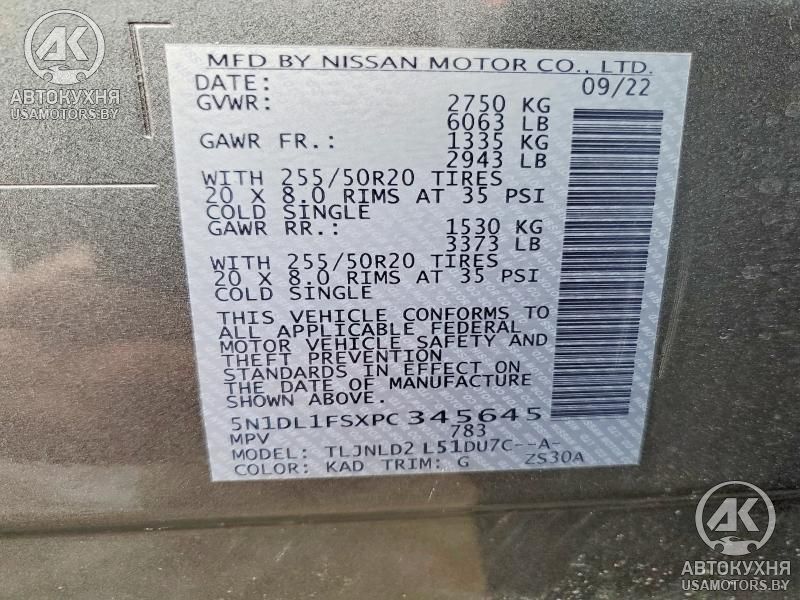 AK
АВТОКУХНЯ
USAMOTORS.BY
MFD BY NISSAN MOTOR CO., LTD.
DATE: 09/22
GVWR: 2750 KG
6063 LB
GAWR FR.: 1335 KG
2943 LB
WITH 255/50R20 TIRES
20 X 8.0 RIMS AT 35 PSI
COLD SINGLE
GAWR RR.: 1530 KG
3373 LB
WITH 255/50R20 TIRES
20 X 8.0 RIMS AT 35 PSI
COLD SINGLE
THIS VEHICLE CONFORMS TO
ALL APPLICABLE FEDERAL
MOTOR VEHICLE SAFETY AND
THEFT PREVENTION
STANDARDS IN EFFECT ON
THE DATE OF MANUFACTURE
SHOWN ABOVE.
5N1DL1FSXPC345645
MPV 783
MODEL: TLJNLD2 L51DU7C--A-
COLOR: KAD TRIM: G ZS30A
AK
АВТОКУХНЯ
USAMOTORS.BY